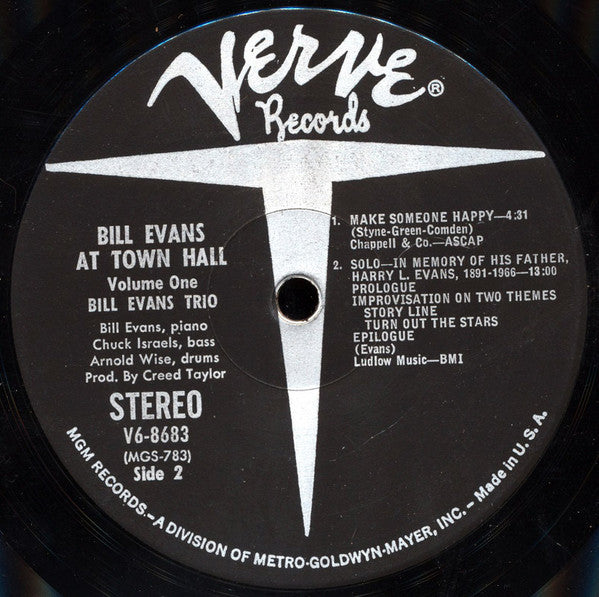 VERVE®
Records
BILL EVANS
AT TOWN HALL
Volume One
BILL EVANS TRIO
Bill Evans, piano
Chuck Israels, bass
Arnold Wise, drums
Prod. By Creed Taylor
STEREO
V6-8683
(MGS-783)
Side 2
1. MAKE SOMEONE HAPPY—4:31
(Styne-Green-Comden)
Chappell & Co.—ASCAP
2. SOLO—IN MEMORY OF HIS FATHER,
HARRY L. EVANS, 1891-1966—13:00
PROLOGUE
IMPROVISATION ON TWO THEMES
STORY LINE
TURN OUT THE STARS
EPILOGUE
(Evans)
Ludlow Music—BMI
MGM RECORDS.—A DIVISION OF METRO-GOLDWYN-MAYER, INC. – Made in U. S. A.